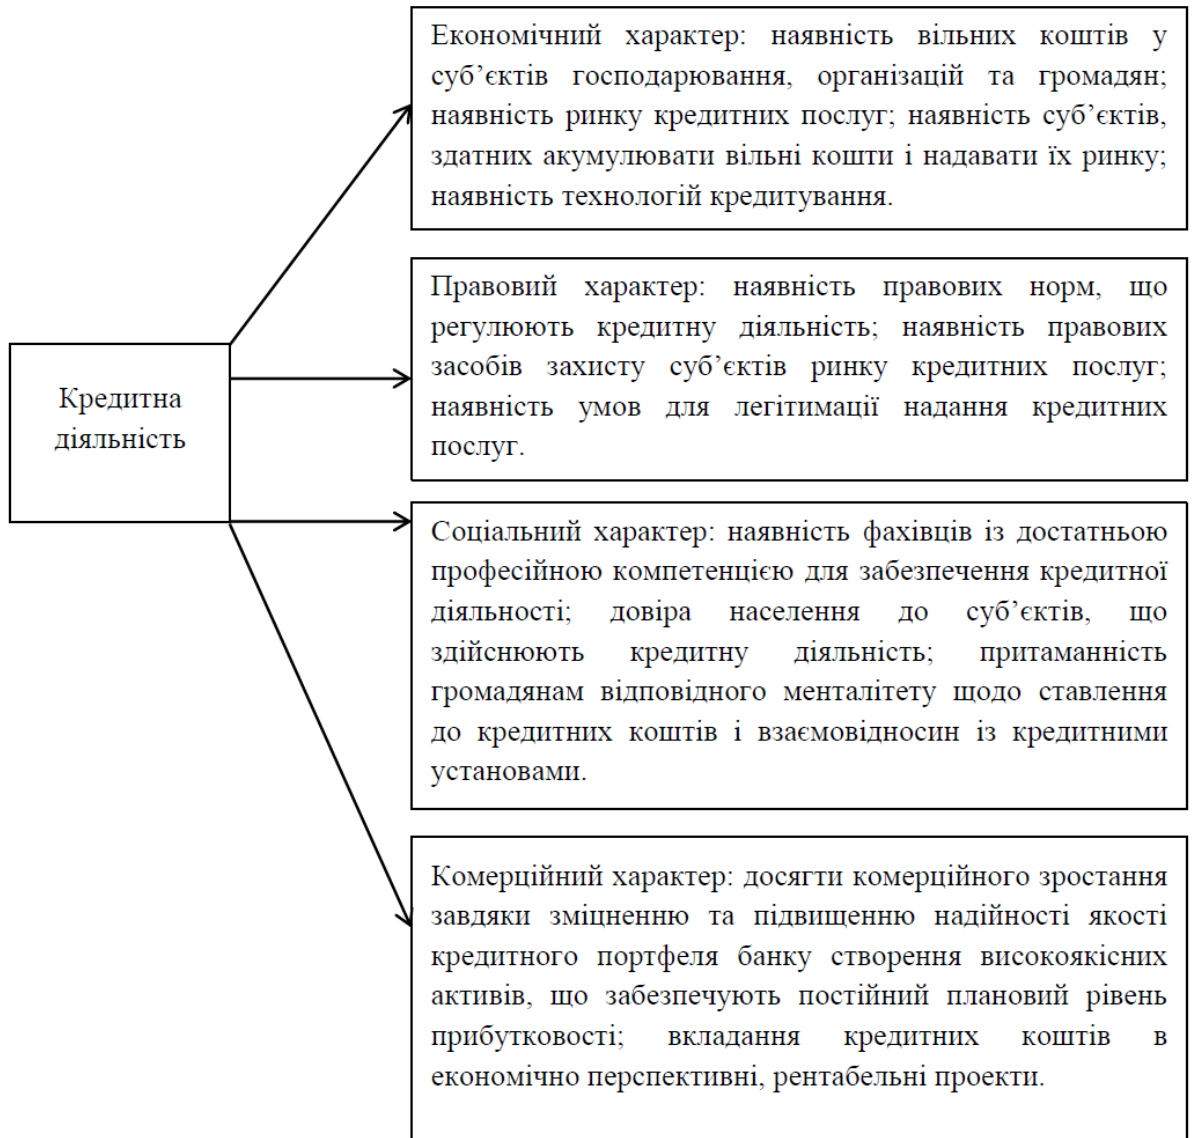 Економічний характер: наявність вільних коштів у
суб’єктів господарювання, організацій та громадян;
наявність ринку кредитних послуг; наявність суб’єктів,
здатних акумулювати вільні кошти і надавати їх ринку;
наявність технологій кредитування.
Правовий характер: наявність правових норм, що
регулюють кредитну діяльність; наявність правових
засобів захисту суб’єктів ринку кредитних послуг;
наявність умов для легітимації надання кредитних
послуг.
Кредитна
діяльність
Соціальний характер: наявність фахівців із достатньою
професійною компетенцією для забезпечення кредитної
діяльності; довіра населення до суб’єктів, що
здійснюють кредитну діяльність; притаманність
громадянам відповідного менталітету щодо ставлення
до кредитних коштів і взаємовідносин із кредитними
установами.
Комерційний характер: досягти комерційного зростання
завдяки зміцненню та підвищенню надійності якості
кредитного портфеля банку створення високоякісних
активів, що забезпечують постійний плановий рівень
прибутковості; вкладання кредитних коштів в
економічно перспективні, рентабельні проекти.